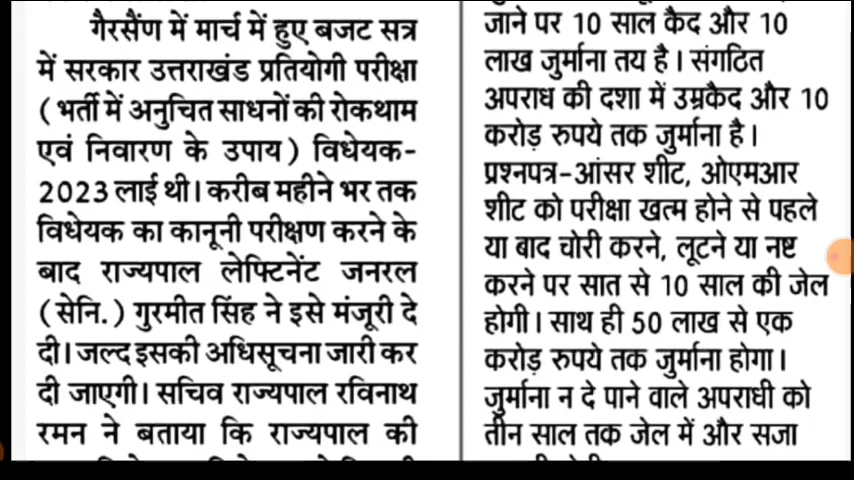 गैरसैंण में मार्च में हुए बजट सत्र
में सरकार उत्तराखंड प्रतियोगी परीक्षा
( भर्ती में अनुचित साधनों की रोकथाम
एवं निवारण के उपाय ) विधेयक-
2023 लाई थी। करीब महीने भर तक
विधेयक का कानूनी परीक्षण करने के
बाद राज्यपाल लेफ्टिनेंट जनरल
(सेनि.) गुरमीत सिंह ने इसे मंजूरी दे
दी। जल्द इसकी अधिसूचना जारी कर
दी जाएगी। सचिव राज्यपाल रविनाथ
रमन ने बताया कि राज्यपाल की
जाने पर 10 साल कैद और 10
लाख जुर्माना तय है। संगठित
अपराध की दशा में उम्रकैद और 10
करोड़ रुपये तक जुर्माना है।
प्रश्नपत्र-आंसर शीट, ओएमआर
शीट को परीक्षा खत्म होने से पहले
या बाद चोरी करने, लूटने या नष्ट
करने पर सात से 10 साल की जेल
होगी। साथ ही 50 लाख से एक
करोड़ रुपये तक जुर्माना होगा।
जुर्माना न दे पाने वाले अपराधी को
तीन साल तक जेल में और सजा